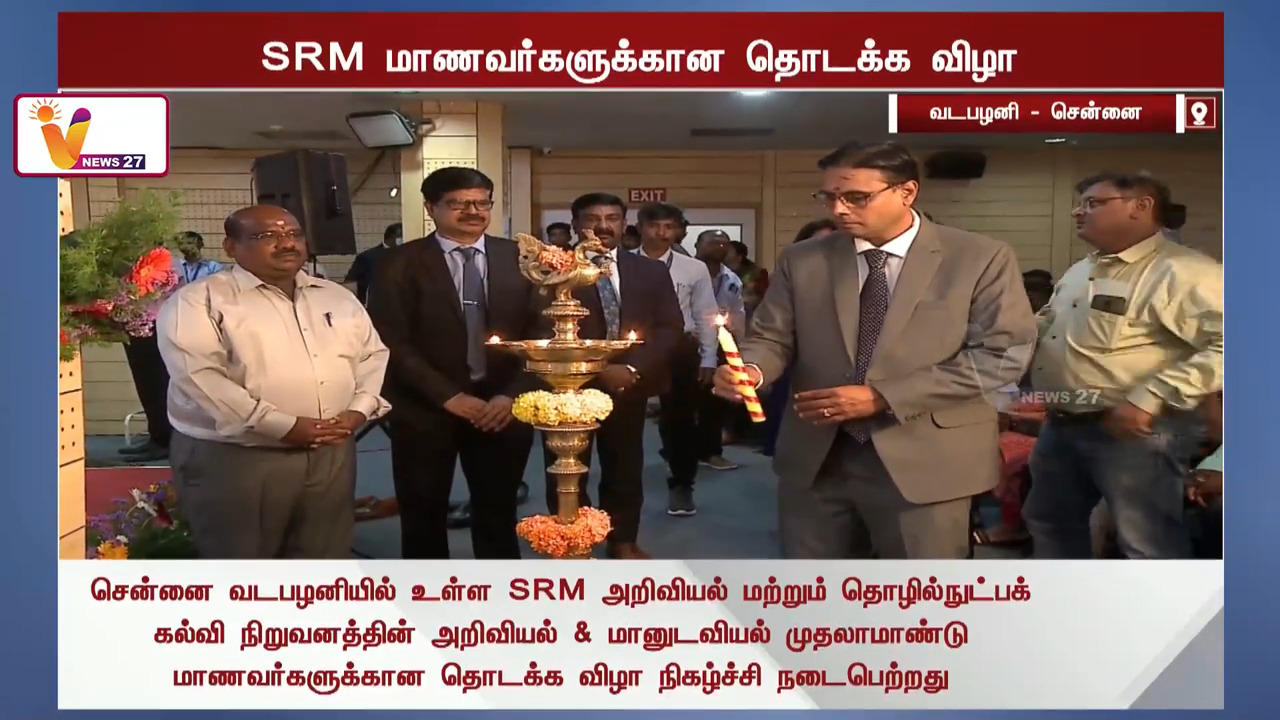 SRM மாணவர்களுக்கான தொடக்க விழா
வடபழனி - சென்னை
NEWS 27
EXIT
NEWS 27
சென்னை வடபழனியில் உள்ள SRM அறிவியல் மற்றும் தொழில்நுட்பக்
கல்வி நிறுவனத்தின் அறிவியல் & மானுடவியல் முதலாமாண்டு
மாணவர்களுக்கான தொடக்க விழா நிகழ்ச்சி நடைபெற்றது